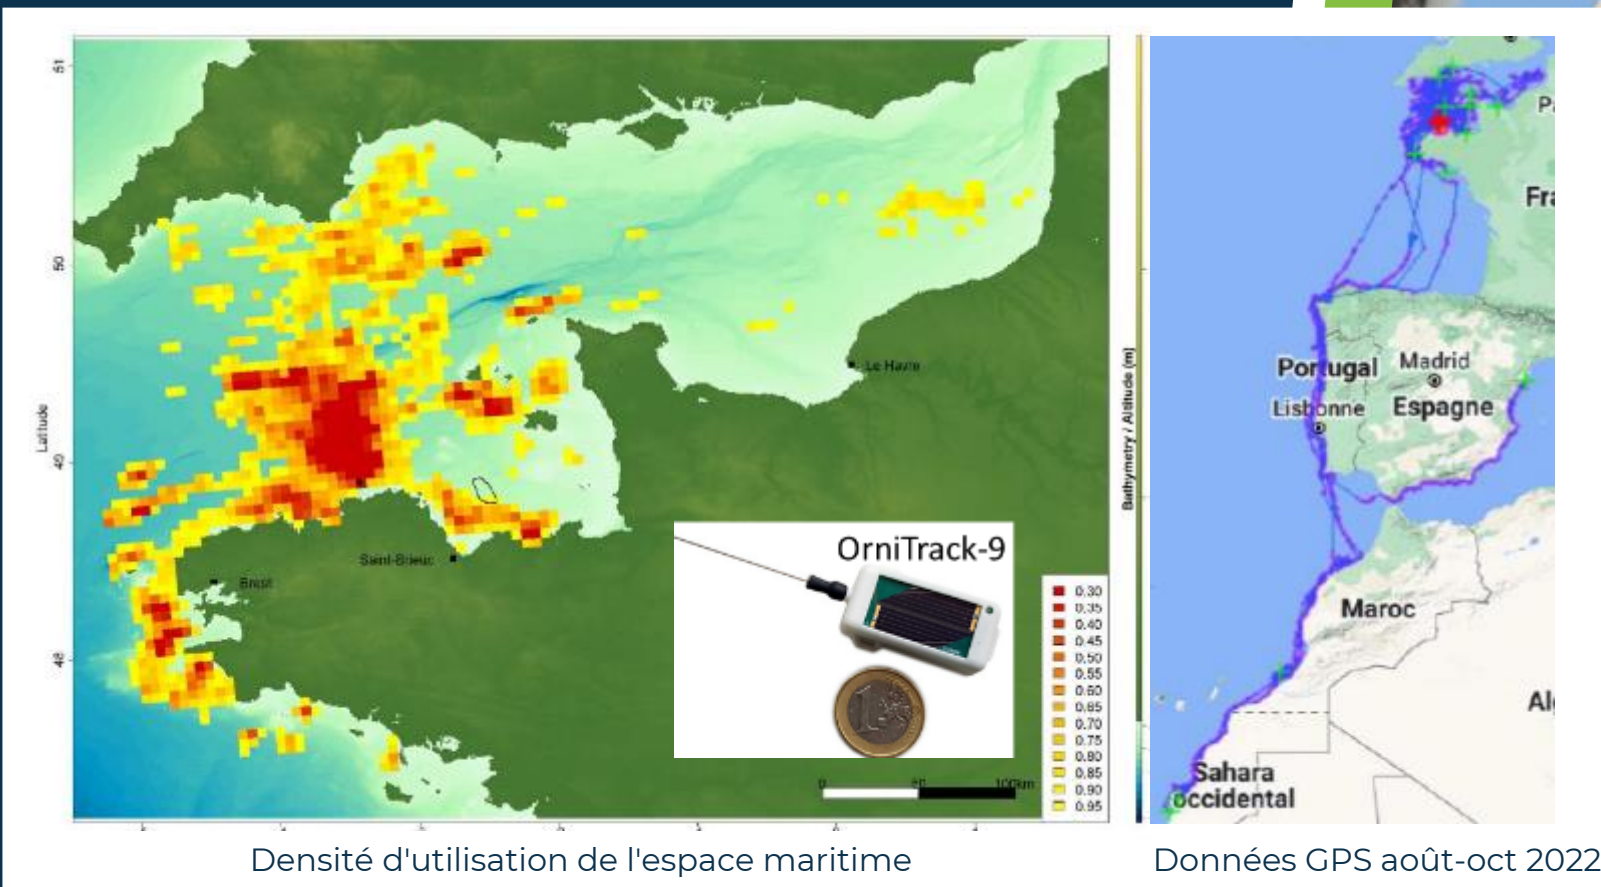 51
50
49
48
Latitude
Le Havre
Saint-Brieuc
Brest
OrniTrack-9
0.30
0.35
0.40
0.45
0.50
0.55
0.60
0.65
0.70
0.75
0.80
0.85
0.90
0.95
0 50 100km
Bathymetry / Altitude (m)
Portugal
Madrid
Lisbonne
Espagne
Maroc
Sahara
occidental
Densité d'utilisation de l'espace maritime
Données GPS août-oct 2022